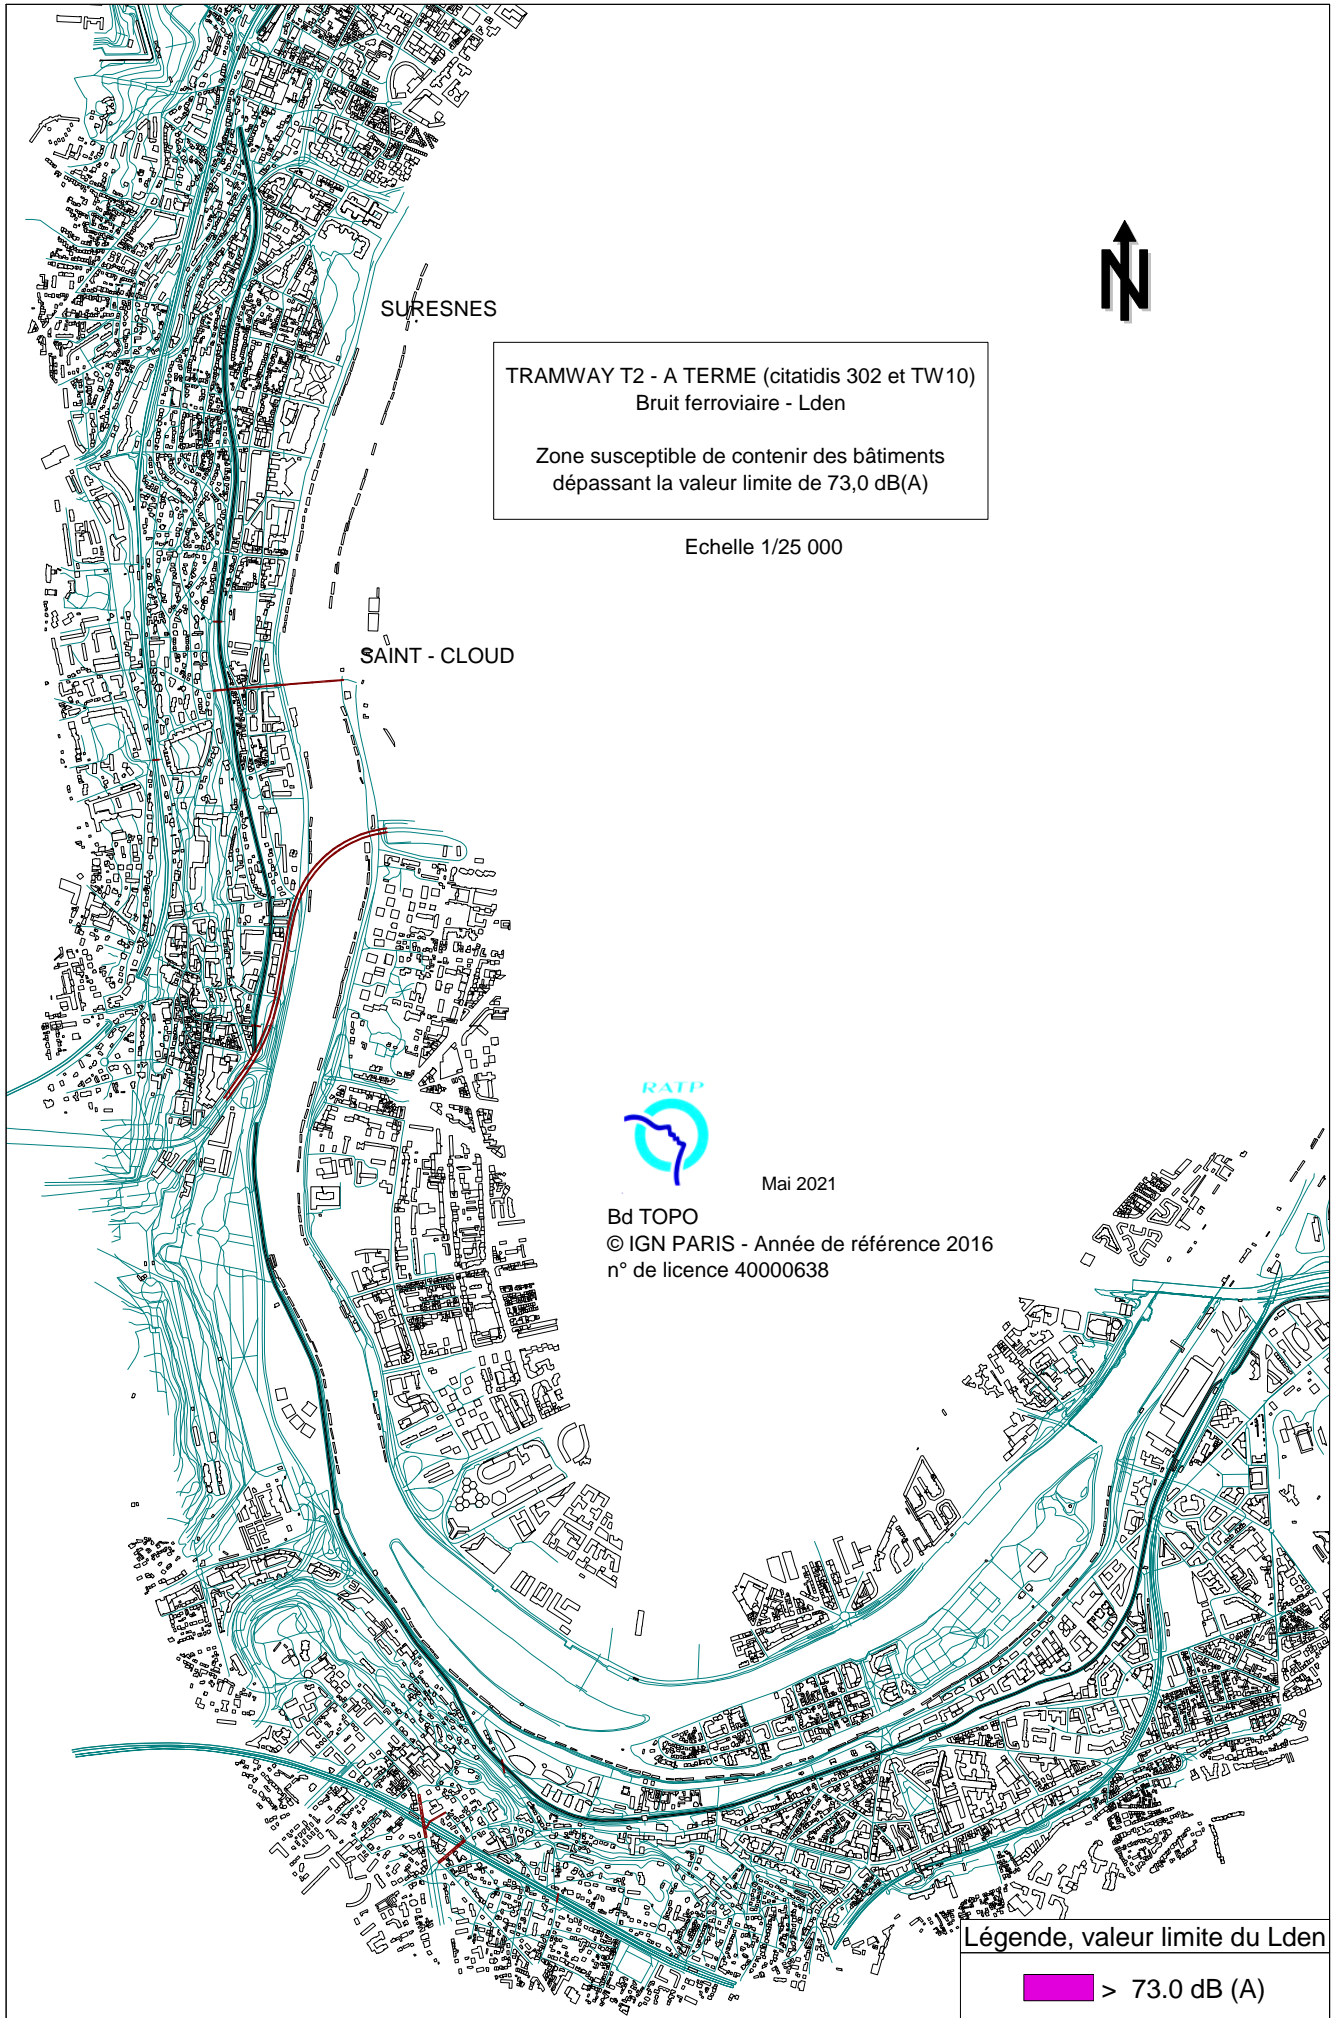 SURESNES
TRAMWAY T2 - A TERME (citatidis 302 et TW10)
Bruit ferroviaire - Lden
Zone susceptible de contenir des bâtiments
dépassant la valeur limite de 73,0 dB(A)
Echelle 1/25 000
SAINT - CLOUD
N
RATP
Mai 2021
Bd TOPO
© IGN PARIS - Année de référence 2016
n° de licence 40000638
Légende, valeur limite du Lden
> 73.0 dB (A)